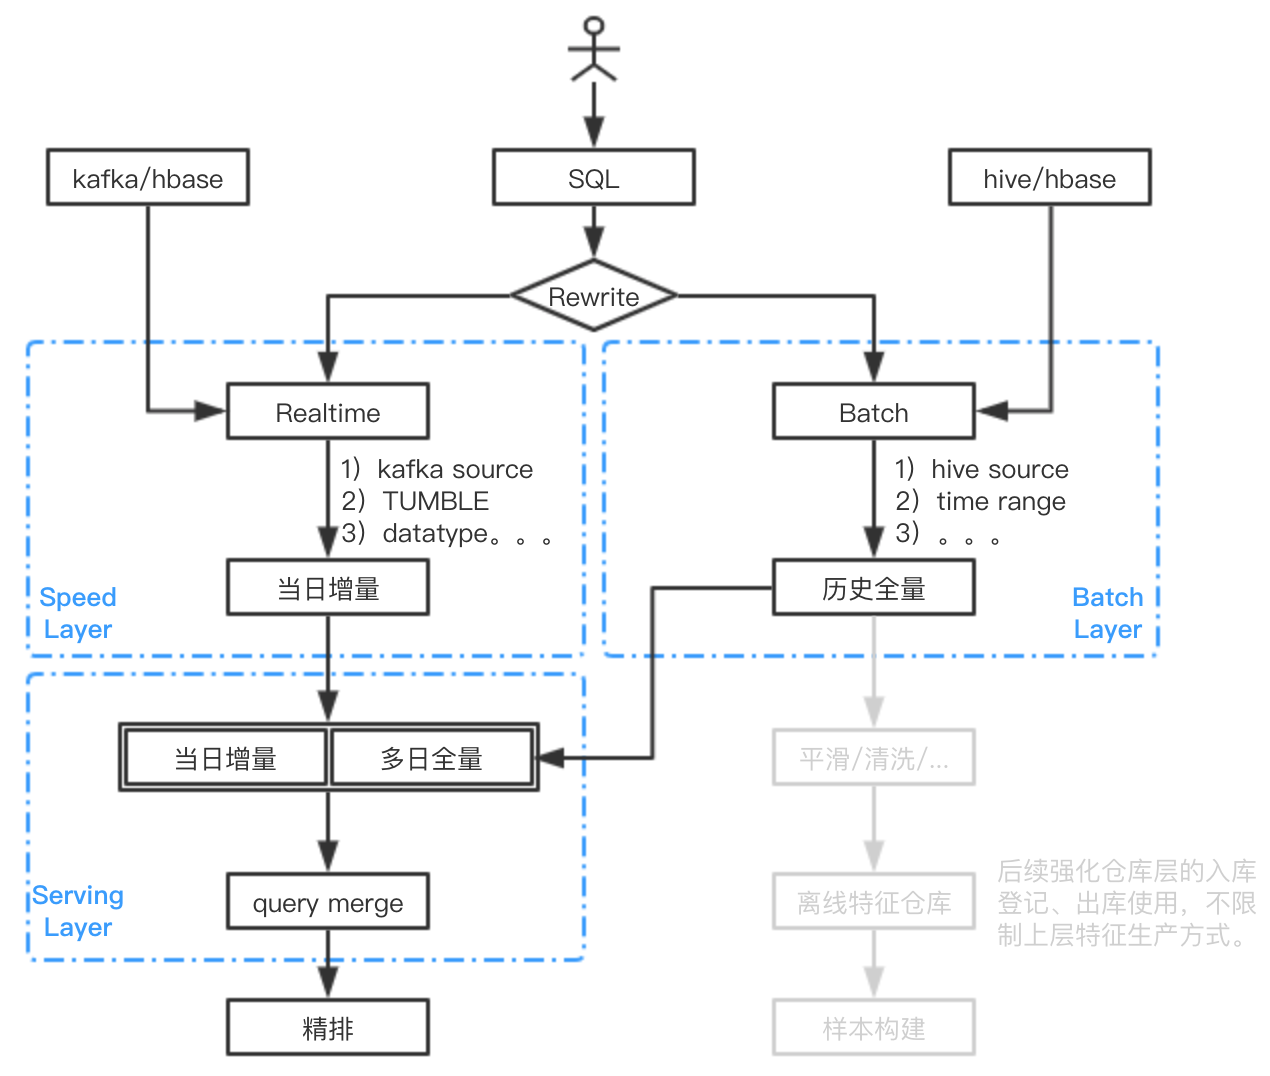 kafka/hbase
SQL
hive/hbase
Rewrite
Realtime
Batch
1）kafka source
2）TUMBLE
3）datatype。。。
1）hive source
2）time range
3）。。。
当日增量
历史全量
Speed
Layer
Batch
Layer
当日增量
多日全量
平滑/清洗/...
Serving
Layer
query merge
离线特征仓库
后续强化仓库层的入库
登记、出库使用，不限
制上层特征生产方式。
精排
样本构建